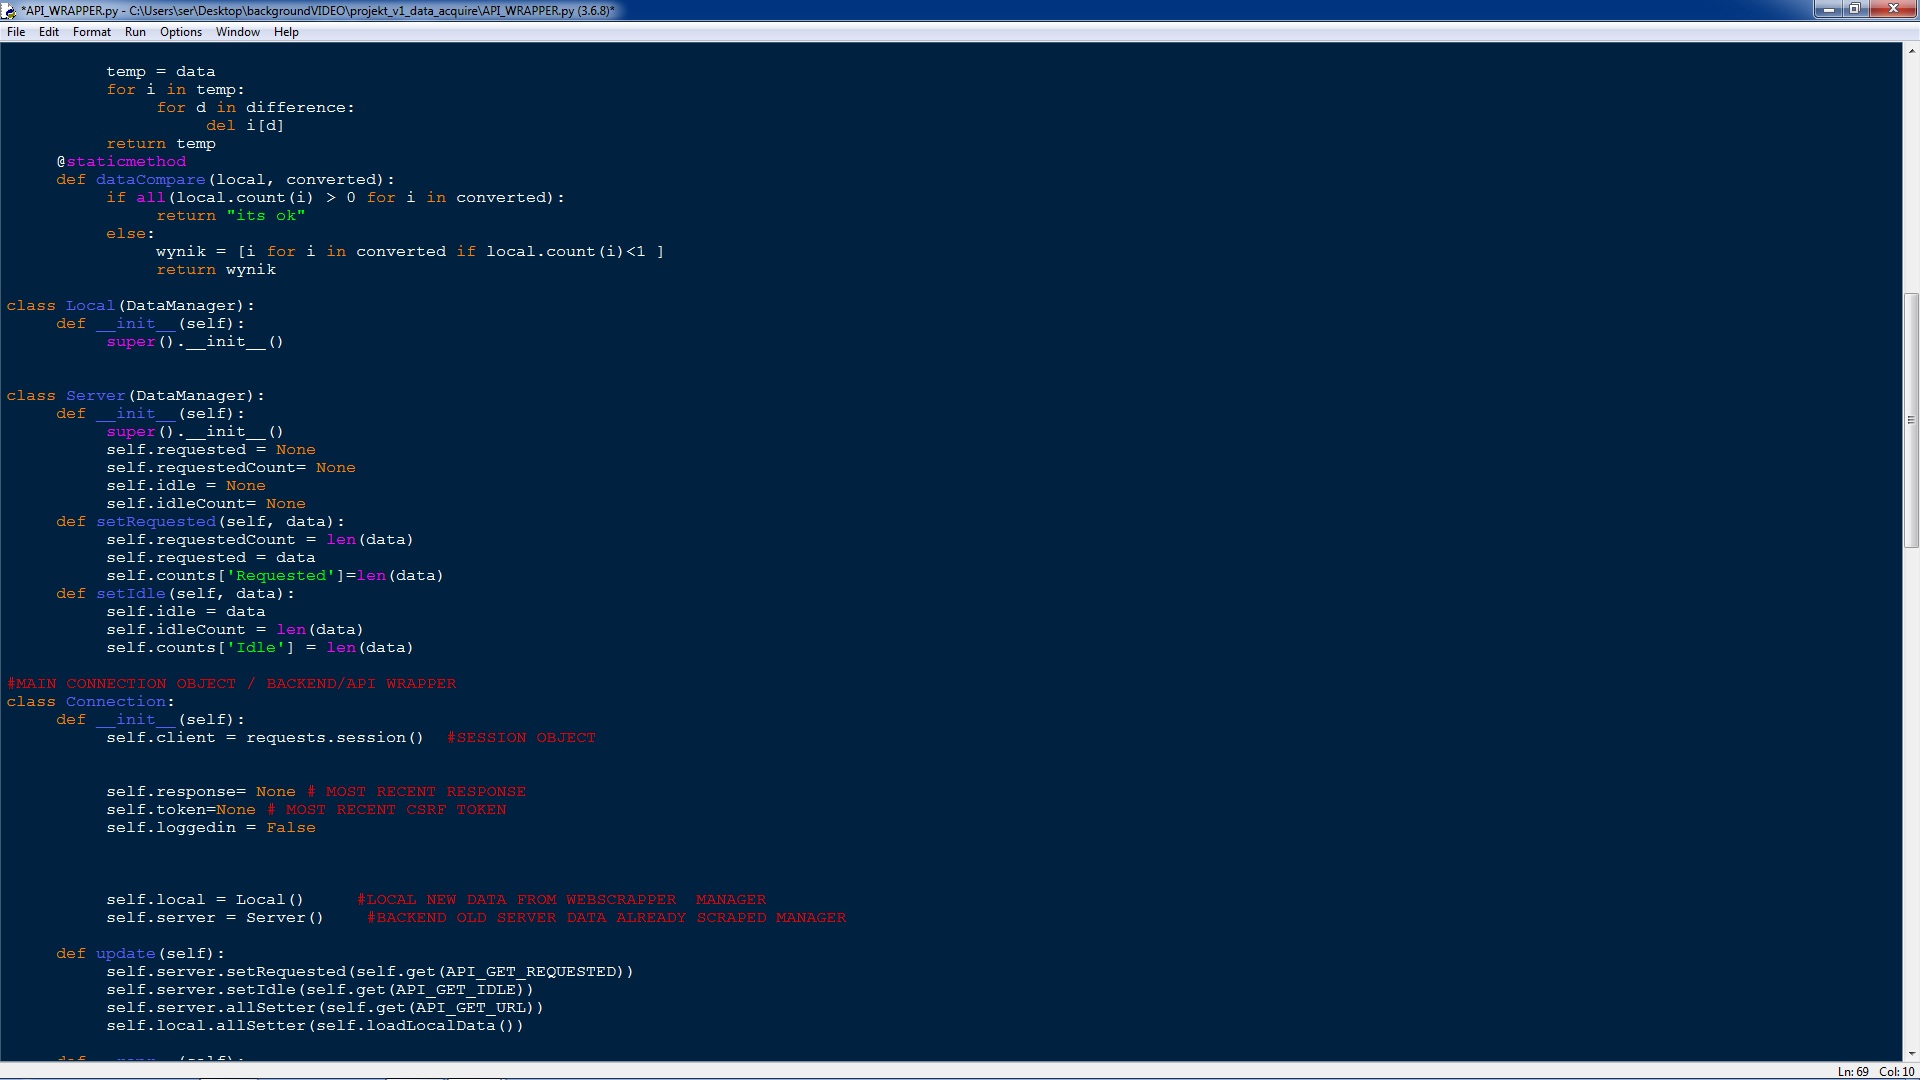 *API_WRAPPER.py - C:\Users\ser\Desktop\backgroundVIDEO\projekt_v1_data_acquire\API_WRAPPER.py (3.6.8)*
File Edit Format Run Options Window Help
temp = data
for i in temp:
for d in difference:
del i[d]
return temp
@staticmethod
def dataCompare(local, converted):
if all(local.count(i) > 0 for i in converted):
return "its ok"
else:
wynik = [i for i in converted if local.count(i)<1 ]
return wynik
class Local(DataManager):
def __init__(self):
super().__init__()
class Server(DataManager):
def __init__(self):
super().__init__()
self.requested = None
self.requestedCount= None
self.idle = None
self.idleCount= None
def setRequested(self, data):
self.requestedCount = len(data)
self.requested = data
self.counts['Requested']=len(data)
def setIdle(self, data):
self.idle = data
self.idleCount = len(data)
self.counts['Idle'] = len(data)
#MAIN CONNECTION OBJECT / BACKEND/API WRAPPER
class Connection:
def __init__(self):
self.client = requests.session() #SESSION OBJECT
self.response= None # MOST RECENT RESPONSE
self.token=None # MOST RECENT CSRF TOKEN
self.loggedin = False
self.local = Local() #LOCAL NEW DATA FROM WEBSCRAPPER MANAGER
self.server = Server() #BACKEND OLD SERVER DATA ALREADY SCRAPED MANAGER
def update(self):
self.server.setRequested(self.get(API_GET_REQUESTED))
self.server.setIdle(self.get(API_GET_IDLE))
self.server.allSetter(self.get(API_GET_URL))
self.local.allSetter(self.loadLocalData())
Ln: 69 Col: 10